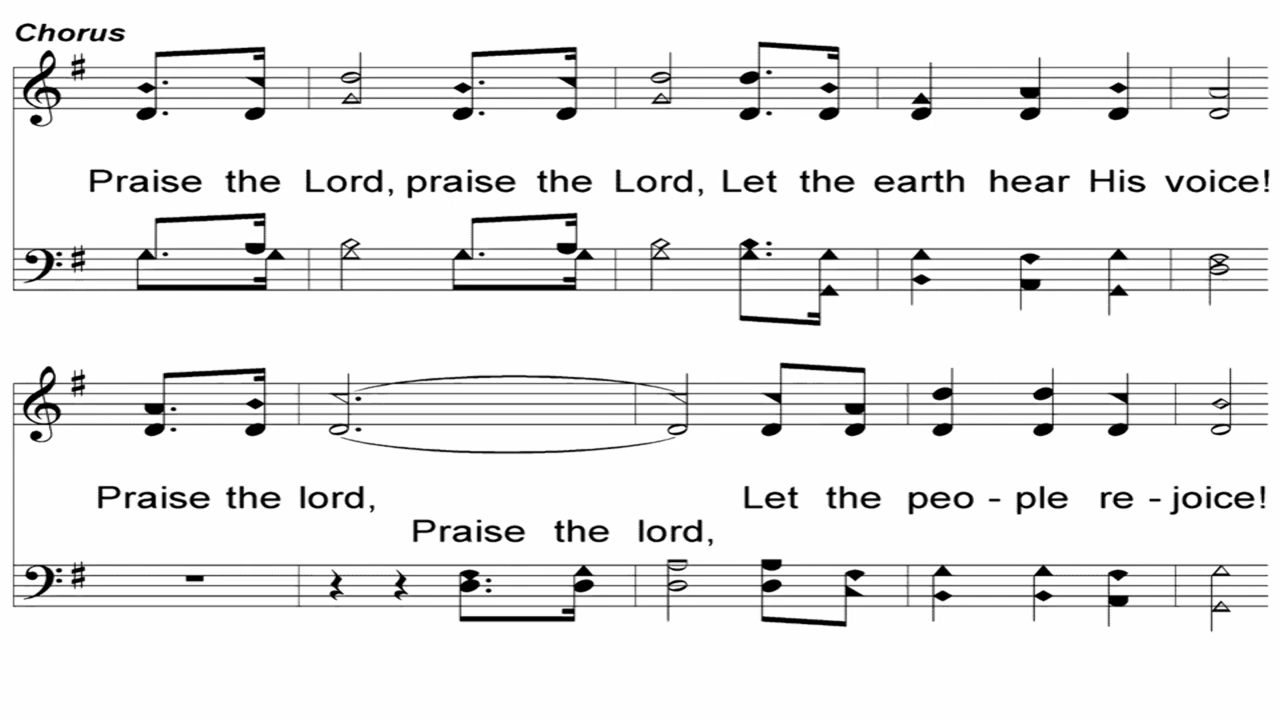 Chorus
Praise the Lord, praise the Lord, Let the earth hear His voice!
Praise the lord, Let the peo - ple re - joice!
Praise the lord,